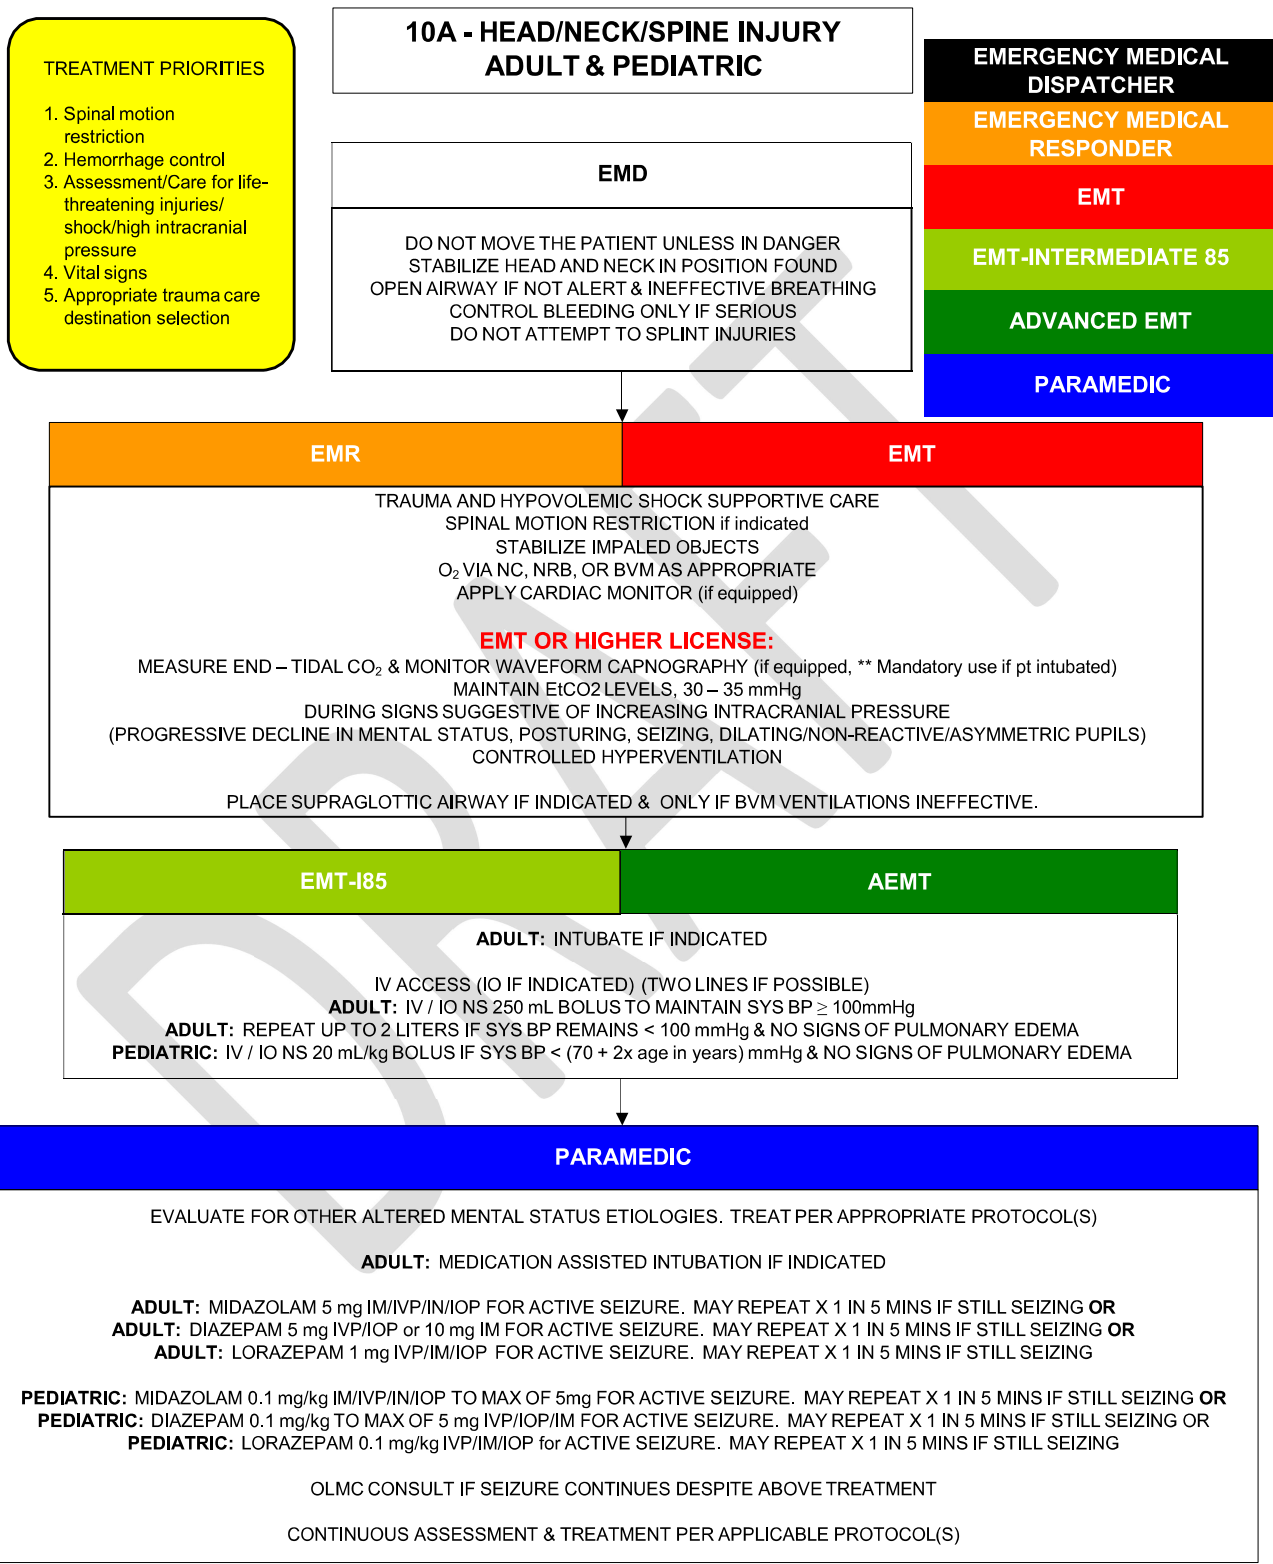 10A - HEAD/NECK/SPINE INJURY
ADULT & PEDIATRIC
TREATMENT PRIORITIES
1. Spinal motion
restriction
2. Hemorrhage control
3. Assessment/Care for life-
threatening injuries/
shock/high intracranial
pressure
4. Vital signs
5. Appropriate trauma care
destination selection
EMERGENCY MEDICAL
DISPATCHER
EMERGENCY MEDICAL
RESPONDER
EMT
EMT-INTERMEDIATE 85
ADVANCED EMT
PARAMEDIC
EMD
DO NOT MOVE THE PATIENT UNLESS IN DANGER
STABILIZE HEAD AND NECK IN POSITION FOUND
OPEN AIRWAY IF NOT ALERT & INEFFECTIVE BREATHING
CONTROL BLEEDING ONLY IF SERIOUS
DO NOT ATTEMPT TO SPLINT INJURIES
EMR
EMT
TRAUMA AND HYPOVOLEMIC SHOCK SUPPORTIVE CARE
SPINAL MOTION RESTRICTION if indicated
STABILIZE IMPALED OBJECTS
O₂ VIA NC, NRB, OR BVM AS APPROPRIATE
APPLY CARDIAC MONITOR (if equipped)
EMT OR HIGHER LICENSE:
MEASURE END – TIDAL CO₂ & MONITOR WAVEFORM CAPNOGRAPHY (if equipped, ** Mandatory use if pt intubated)
MAINTAIN EtCO2 LEVELS, 30 – 35 mmHg
DURING SIGNS SUGGESTIVE OF INCREASING INTRACRANIAL PRESSURE
(PROGRESSIVE DECLINE IN MENTAL STATUS, POSTURING, SEIZING, DILATING/NON-REACTIVE/ASYMMETRIC PUPILS)
CONTROLLED HYPERVENTILATION
PLACE SUPRAGLOTTIC AIRWAY IF INDICATED & ONLY IF BVM VENTILATIONS INEFFECTIVE.
EMT-I85
AEMT
ADULT: INTUBATE IF INDICATED
IV ACCESS (IO IF INDICATED) (TWO LINES IF POSSIBLE)
ADULT: IV / IO NS 250 mL BOLUS TO MAINTAIN SYS BP ≥ 100mmHg
ADULT: REPEAT UP TO 2 LITERS IF SYS BP REMAINS < 100 mmHg & NO SIGNS OF PULMONARY EDEMA
PEDIATRIC: IV / IO NS 20 mL/kg BOLUS IF SYS BP < (70 + 2x age in years) mmHg & NO SIGNS OF PULMONARY EDEMA
PARAMEDIC
EVALUATE FOR OTHER ALTERED MENTAL STATUS ETIOLOGIES. TREAT PER APPROPRIATE PROTOCOL(S)
ADULT: MEDICATION ASSISTED INTUBATION IF INDICATED
ADULT: MIDAZOLAM 5 mg IM/IVP/IN/IOP FOR ACTIVE SEIZURE. MAY REPEAT X 1 IN 5 MINS IF STILL SEIZING OR
ADULT: DIAZEPAM 5 mg IVP/IOP or 10 mg IM FOR ACTIVE SEIZURE. MAY REPEAT X 1 IN 5 MINS IF STILL SEIZING OR
ADULT: LORAZEPAM 1 mg IVP/IM/IOP FOR ACTIVE SEIZURE. MAY REPEAT X 1 IN 5 MINS IF STILL SEIZING
PEDIATRIC: MIDAZOLAM 0.1 mg/kg IM/IVP/IN/IOP TO MAX OF 5mg FOR ACTIVE SEIZURE. MAY REPEAT X 1 IN 5 MINS IF STILL SEIZING OR
PEDIATRIC: DIAZEPAM 0.1 mg/kg TO MAX OF 5 mg IVP/IOP/IM FOR ACTIVE SEIZURE. MAY REPEAT X 1 IN 5 MINS IF STILL SEIZING OR
PEDIATRIC: LORAZEPAM 0.1 mg/kg IVP/IM/IOP for ACTIVE SEIZURE. MAY REPEAT X 1 IN 5 MINS IF STILL SEIZING
OLMC CONSULT IF SEIZURE CONTINUES DESPITE ABOVE TREATMENT
CONTINUOUS ASSESSMENT & TREATMENT PER APPLICABLE PROTOCOL(S)
DRAFT